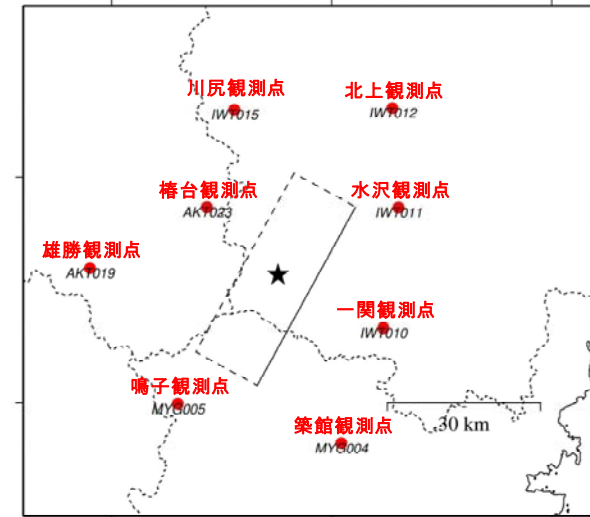 川尻観測点
IWT015
北上観測点
IWT012
椿台観測点
AKT023
水沢観測点
IWT011
雄勝観測点
AKT019
一関観測点
IWT010
鳴子観測点
MYG005
30 km
築館観測点
MYG004